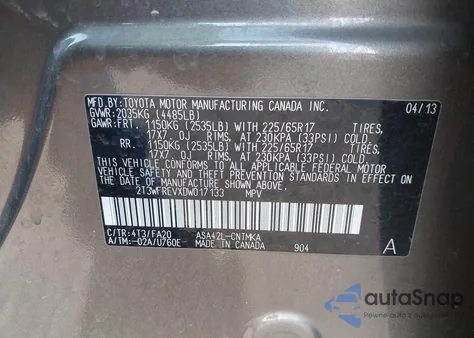 MFD.BY:TOYOTA MOTOR MANUFACTURING CANADA INC. 04/13
GVWR:2035KG (4485LB)
GAWR:FRT. 1150KG (2535LB) WITH 225/65R17 TIRES,
17X7. 0J RIMS, AT 230KPA (33PSI) COLD
RR. 1150KG (2535LB) WITH 225/65R17 TIRES,
17X7. 0J RIMS, AT 230KPA (33PSI) COLD
THIS VEHICLE CONFORMS TO ALL APPLICABLE FEDERAL MOTOR
VEHICLE SAFETY AND THEFT PREVENTION STANDARDS IN EFFECT
ON THE DATE OF MANUFACTURE SHOWN ABOVE.
2T3WFREVXDW017133 MPV
C/TR:4T3/FA20 ASA42L-CNTMKA
A/TM:-02A/U760E MADE IN CANADA 904 A
autoSnap
Power auto cu